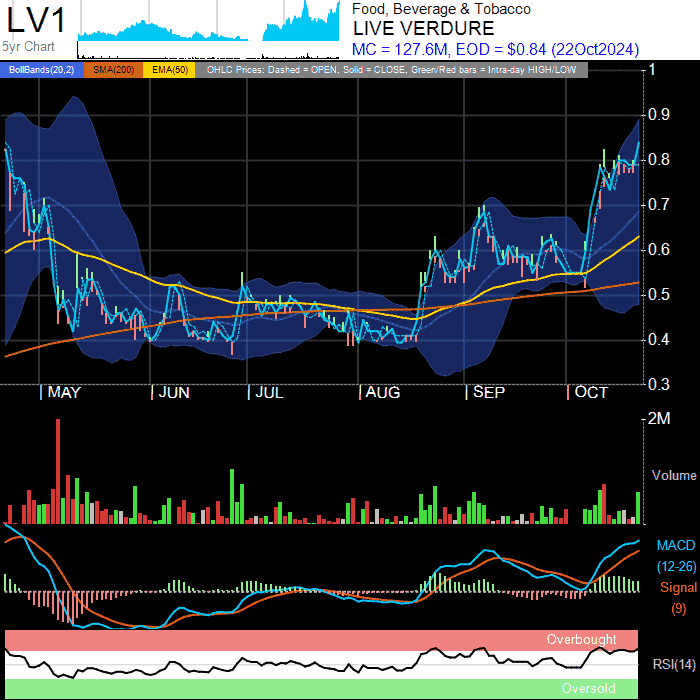 LV1
5yr Chart
Food, Beverage & Tobacco
LIVE VERDURE
MC = 127.6M, EOD = $0.84 (22Oct2024)
BollBands(20,2) SMA(200) EMA(50) OHLC Prices: Dashed = OPEN, Solid = CLOSE, Green/Red bars = Intra-day HIGH/LOW
1
0.9
0.8
0.7
0.6
0.5
0.4
0.3
MAY JUN JUL AUG SEP OCT
2M
Volume
MACD
(12-26)
Signal
(9)
Overbought
RSI(14)
Oversold